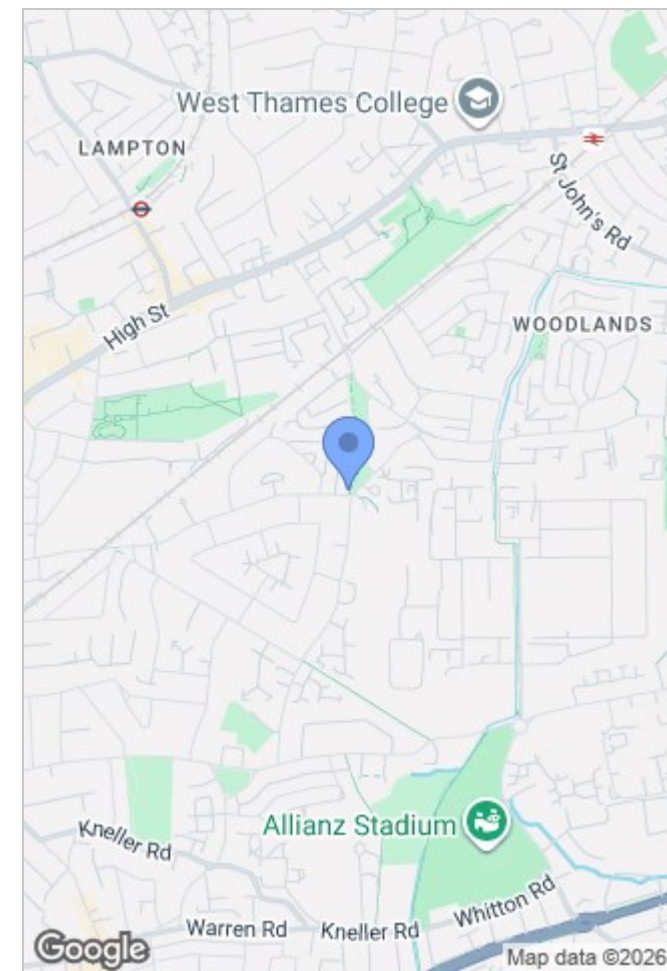 West Thames College
LAMPTON
St John's Rd
High St
WOODLANDS
Allianz Stadium
Kneller Rd
Whitton Rd
Warren Rd
Kneller Rd
Google
Map data ©2026